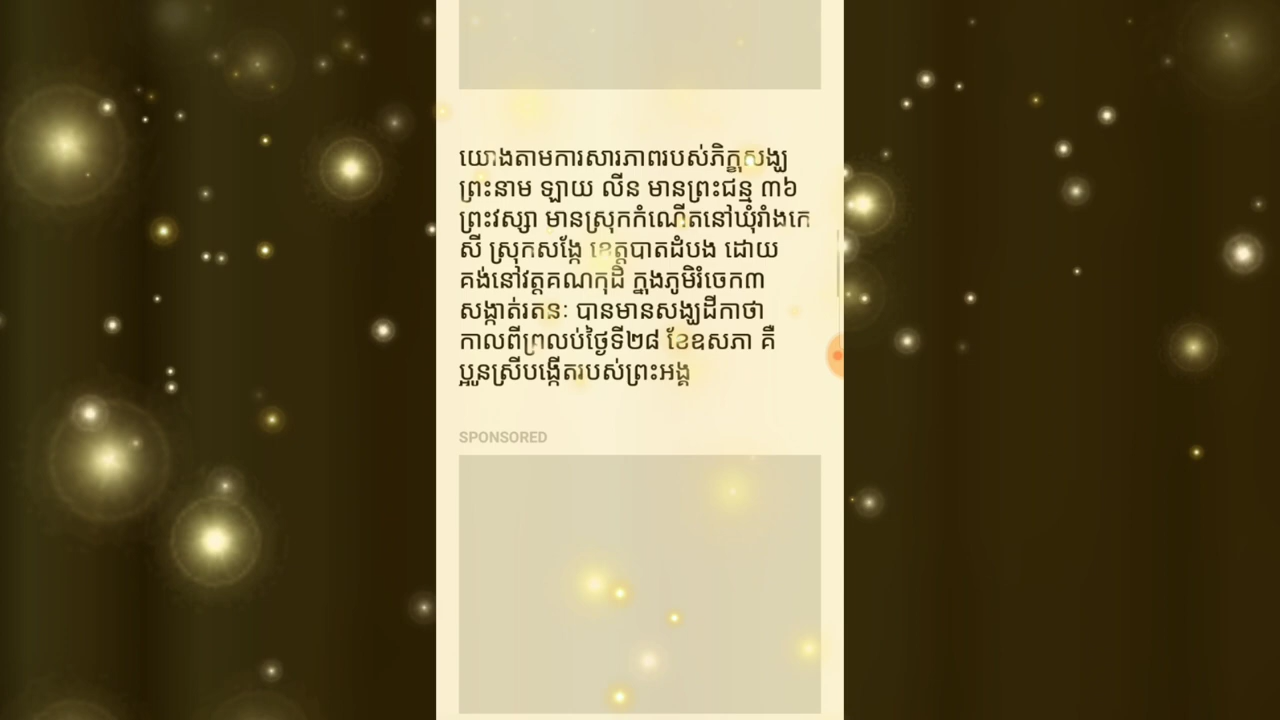 យោងតាមការសារភាពរបស់ភិក្ខុសង្ឃ
ព្រះនាម ឡាយ លីន មានព្រះជន្ម ៣៦
ព្រះវស្សា មានស្រុកកំណើតនៅឃុំរាំងកេ
សី ស្រុកសង្កែ ខេត្តបាតដំបង ដោយ
គង់នៅវត្តគណកុដិ ក្នុងភូមិរំចេក៣
សង្កាត់រតនៈ បានមានសង្ឃដីកាថា
កាលពីព្រលប់ថ្ងៃទី២៨ ខែឧសភា គឺ
ប្អូនស្រីបង្កើតរបស់ព្រះអង្គ
SPONSORED